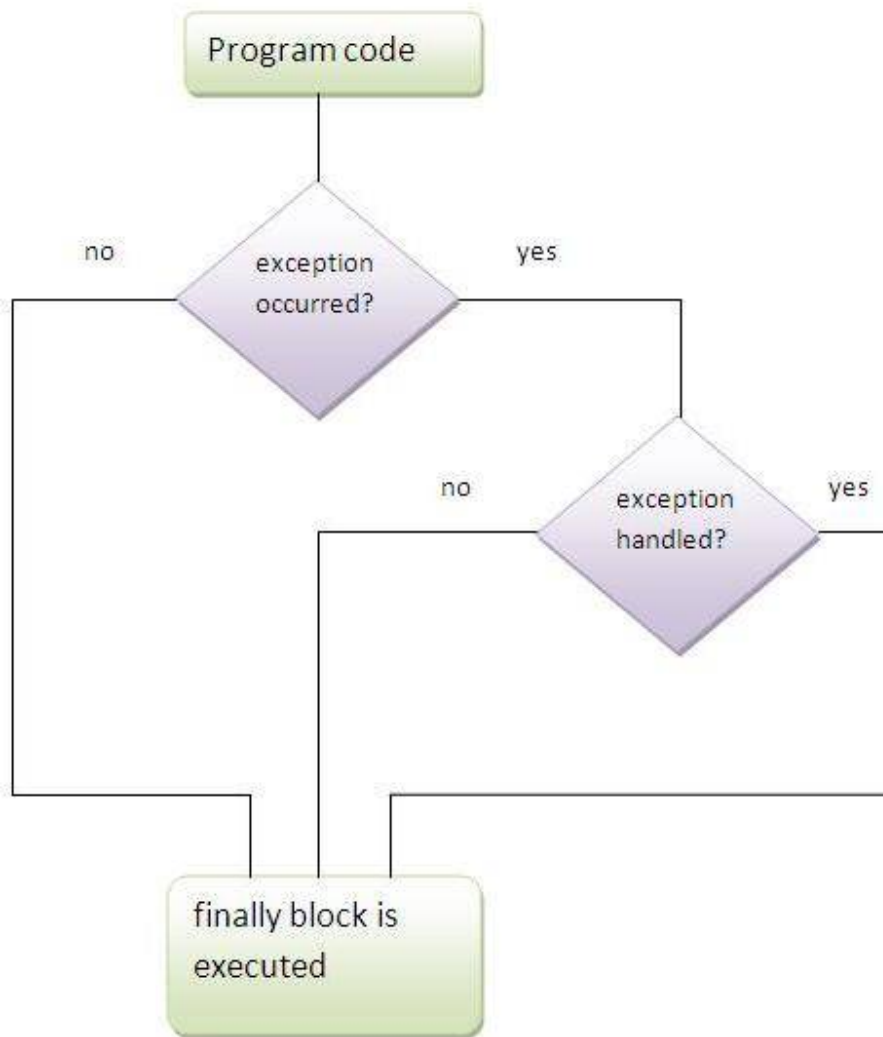 Program code
no
yes
exception
occurred?
no
yes
exception
handled?
finally block is
executed